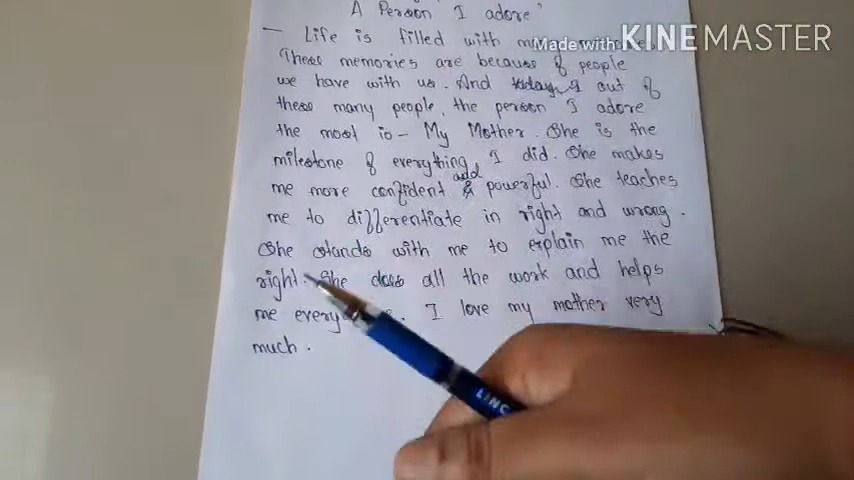 A Person I adore'
Made with KINEMASTER
— Life is filled with
These memories are because of people
we have with us. And today, out of
these many people, the person I adore
the most is - My Mother. She is the
milestone of everything I did. She makes
me more confident add & powerful. She teaches
me to differentiate in right and wrong.
She stands with me to explain me the
right. She does all the work and helps
me I love my mother very
much.
LINC